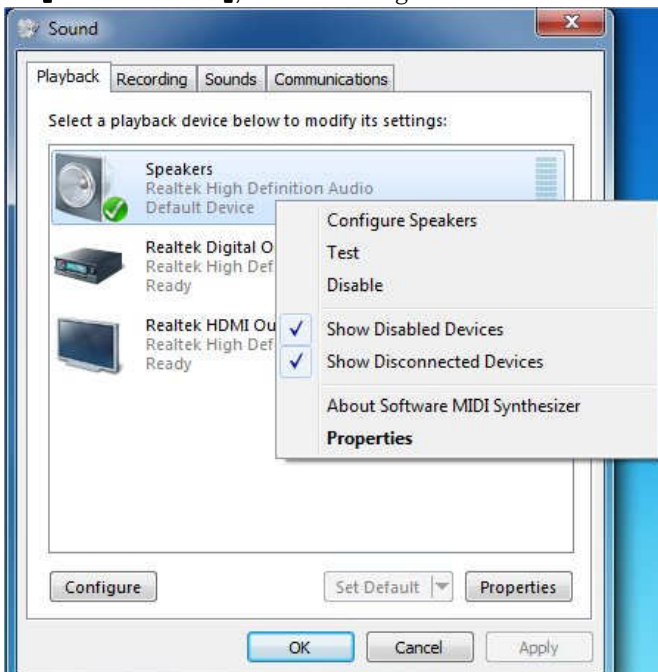 Sound
Playback Recording Sounds Communications
Select a playback device below to modify its settings:
Speakers
Realtek High Definition Audio
Default Device
Realtek Digital O
Realtek High Def
Ready
Realtek HDMI Ou
Realtek High Def
Ready
Configure Speakers
Test
Disable
Show Disabled Devices
Show Disconnected Devices
About Software MIDI Synthesizer
Properties
Configure Set Default Properties
OK Cancel Apply